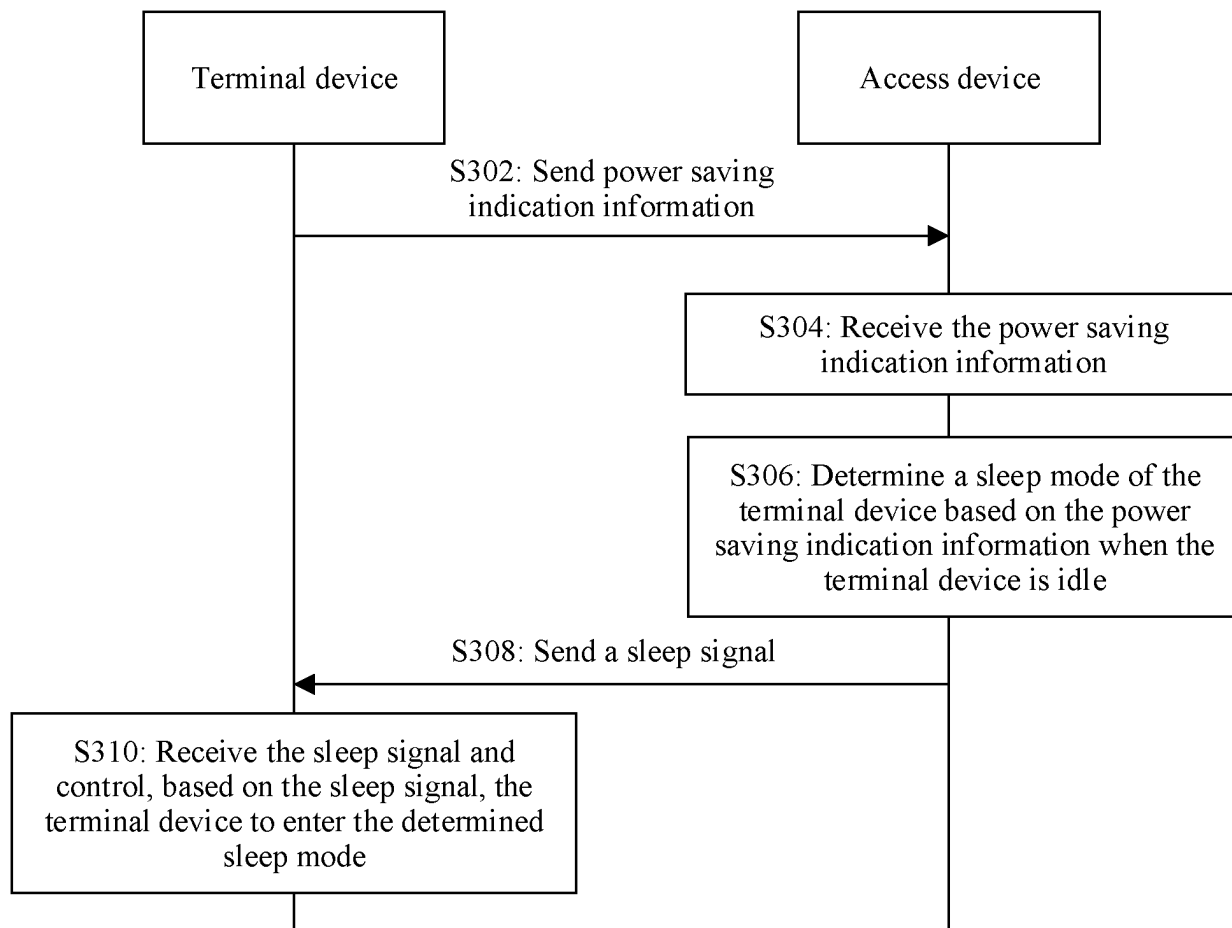 Terminal device
Access device
S302: Send power saving
indication information
S304: Receive the power saving
indication information
S306: Determine a sleep mode of the
terminal device based on the power
saving indication information when the
terminal device is idle
S308: Send a sleep signal
S310: Receive the sleep signal and
control, based on the sleep signal, the
terminal device to enter the determined
sleep mode